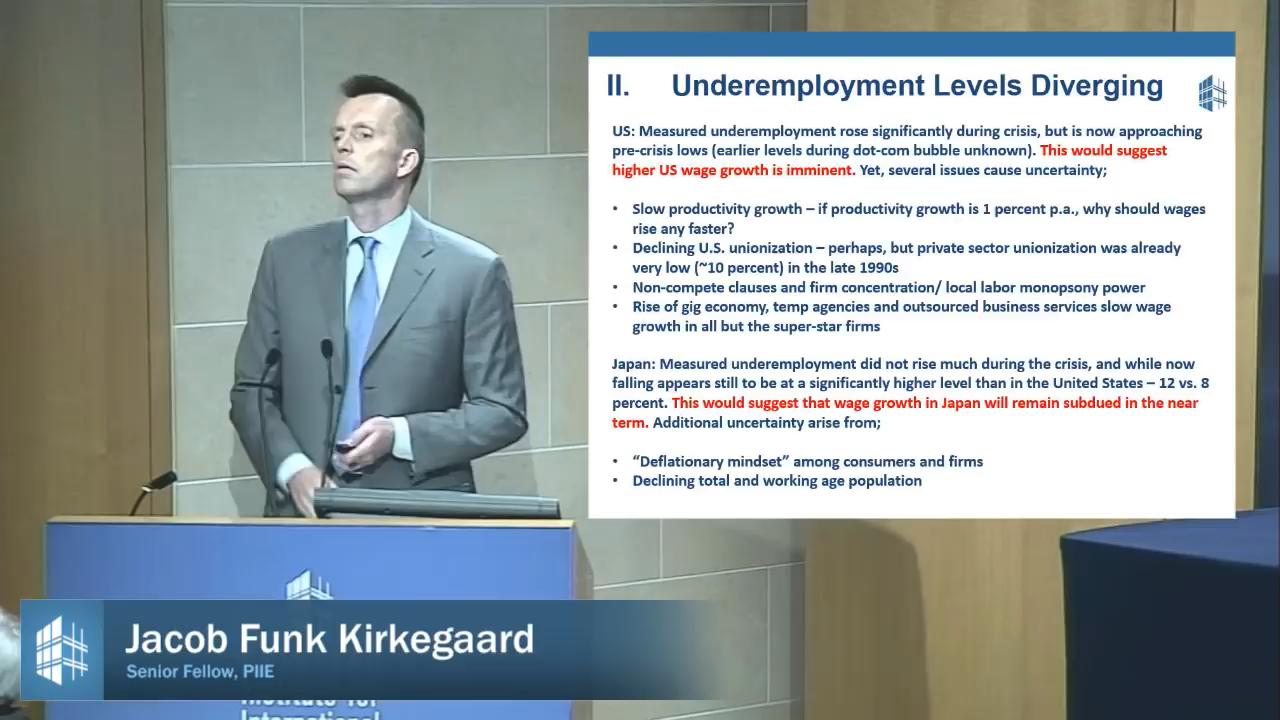 II. Underemployment Levels Diverging
US: Measured underemployment rose significantly during crisis, but is now approaching
pre-crisis lows (earlier levels during dot-com bubble unknown). This would suggest
higher US wage growth is imminent. Yet, several issues cause uncertainty;
• Slow productivity growth – if productivity growth is 1 percent p.a., why should wages
rise any faster?
• Declining U.S. unionization – perhaps, but private sector unionization was already
very low (~10 percent) in the late 1990s
• Non-compete clauses and firm concentration/ local labor monopsony power
• Rise of gig economy, temp agencies and outsourced business services slow wage
growth in all but the super-star firms
Japan: Measured underemployment did not rise much during the crisis, and while now
falling appears still to be at a significantly higher level than in the United States – 12 vs. 8
percent. This would suggest that wage growth in Japan will remain subdued in the near
term. Additional uncertainty arise from;
• “Deflationary mindset” among consumers and firms
• Declining total and working age population
Jacob Funk Kirkegaard
Senior Fellow, PIIE
Institute for
International